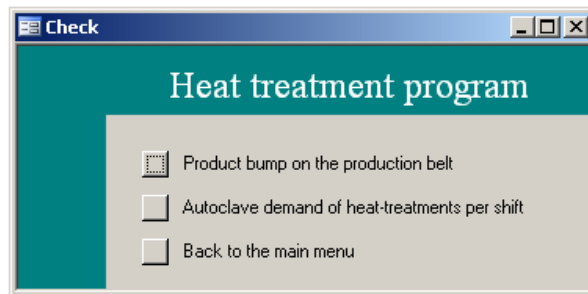 Check
Heat treatment program
Product bump on the production belt
Autoclave demand of heat-treatments per shift
Back to the main menu